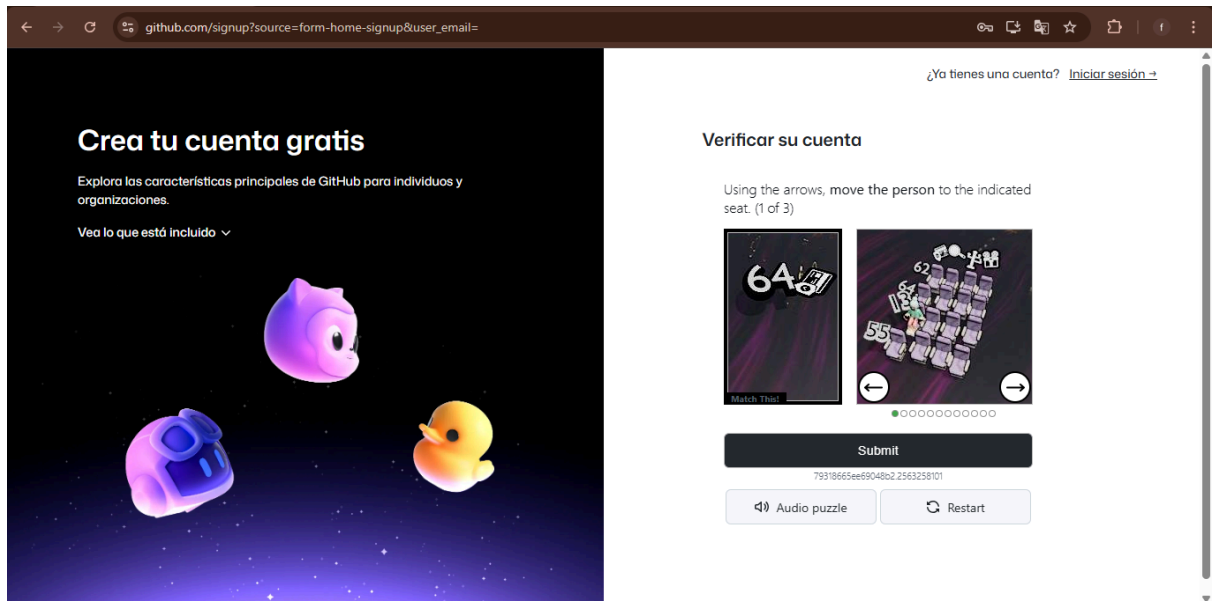 github.com/signup?source=form-home-signup&user_email=
f
¿Ya tienes una cuenta? Iniciar sesión →
Crea tu cuenta gratis
Explora las características principales de GitHub para individuos y
organizaciones.
Vea lo que está incluido
Verificar su cuenta
Using the arrows, move the person to the indicated
seat. (1 of 3)
64
Match This!
62
64
13
55
Submit
79318665ee69048b2.2563258101
Audio puzzle
Restart